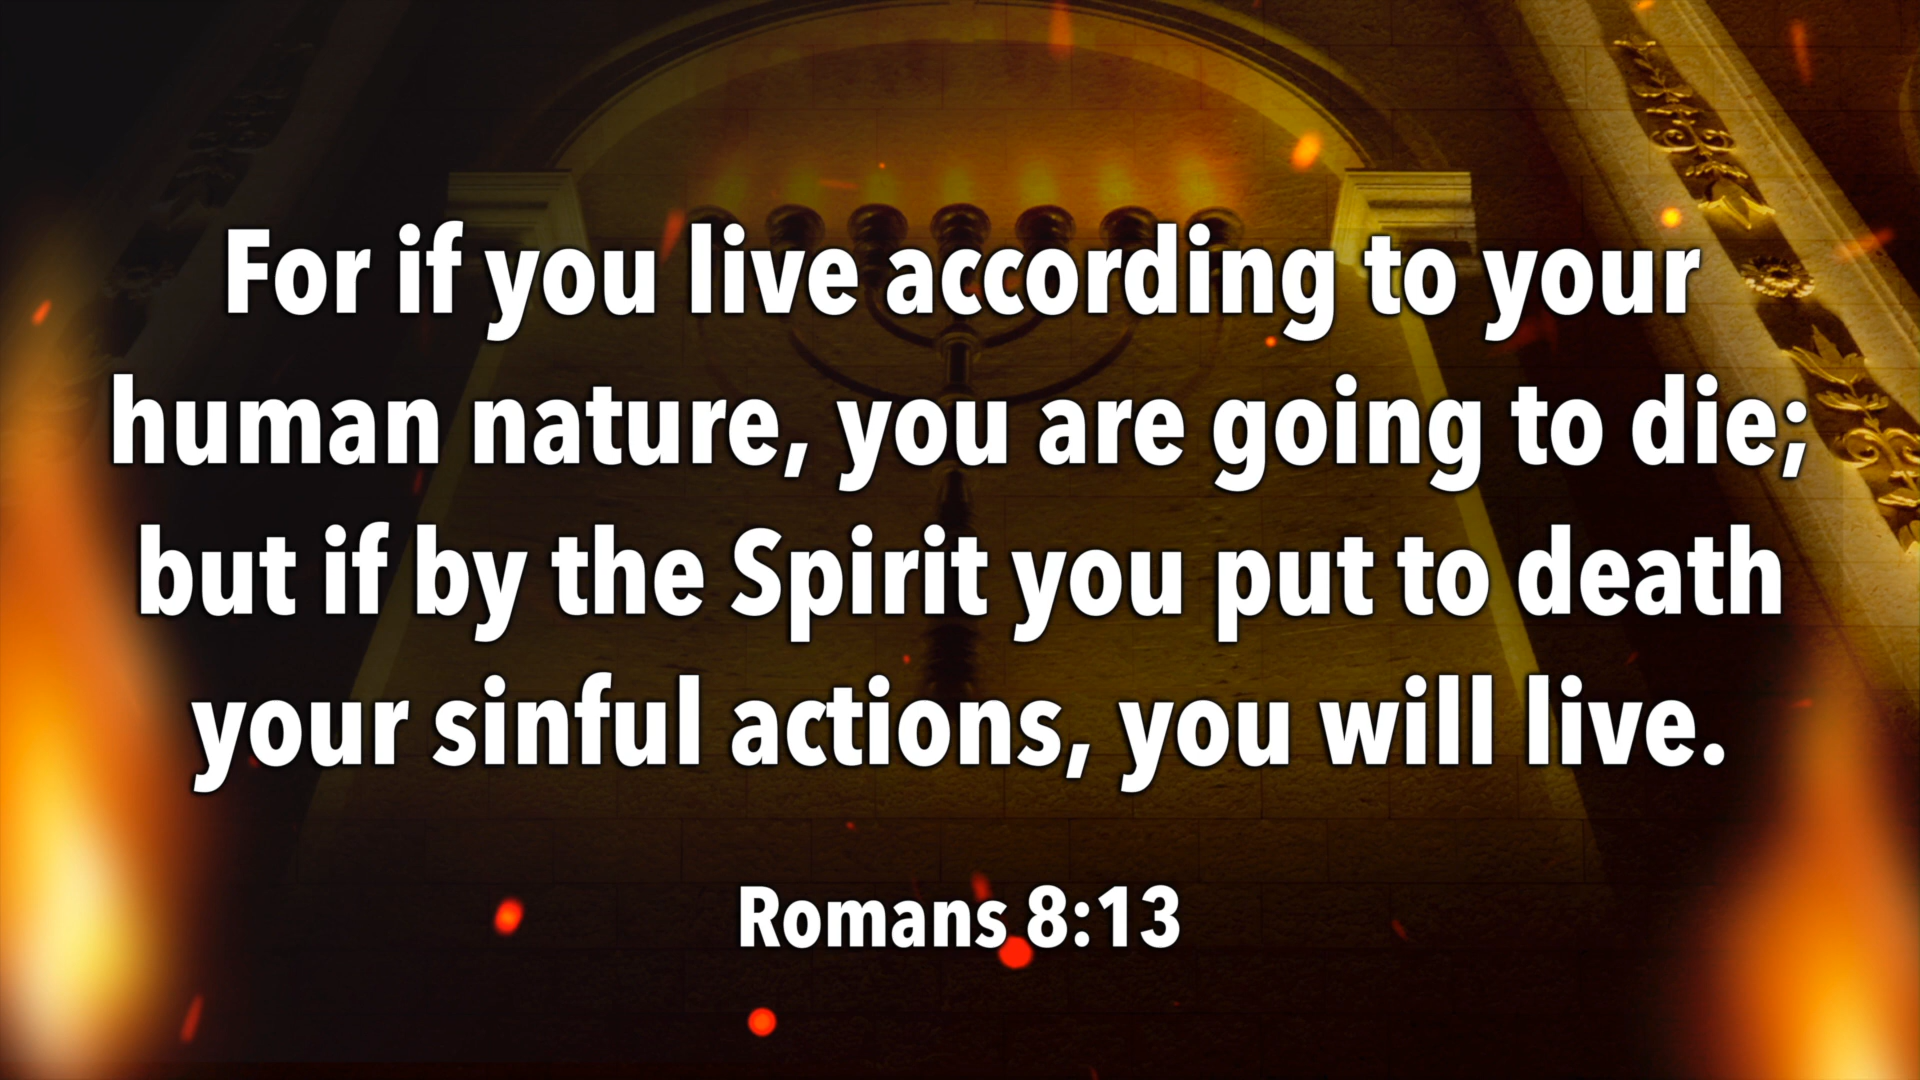 For if you live according to your
human nature, you are going to die;
but if by the Spirit you put to death
your sinful actions, you will live.
Romans 8:13